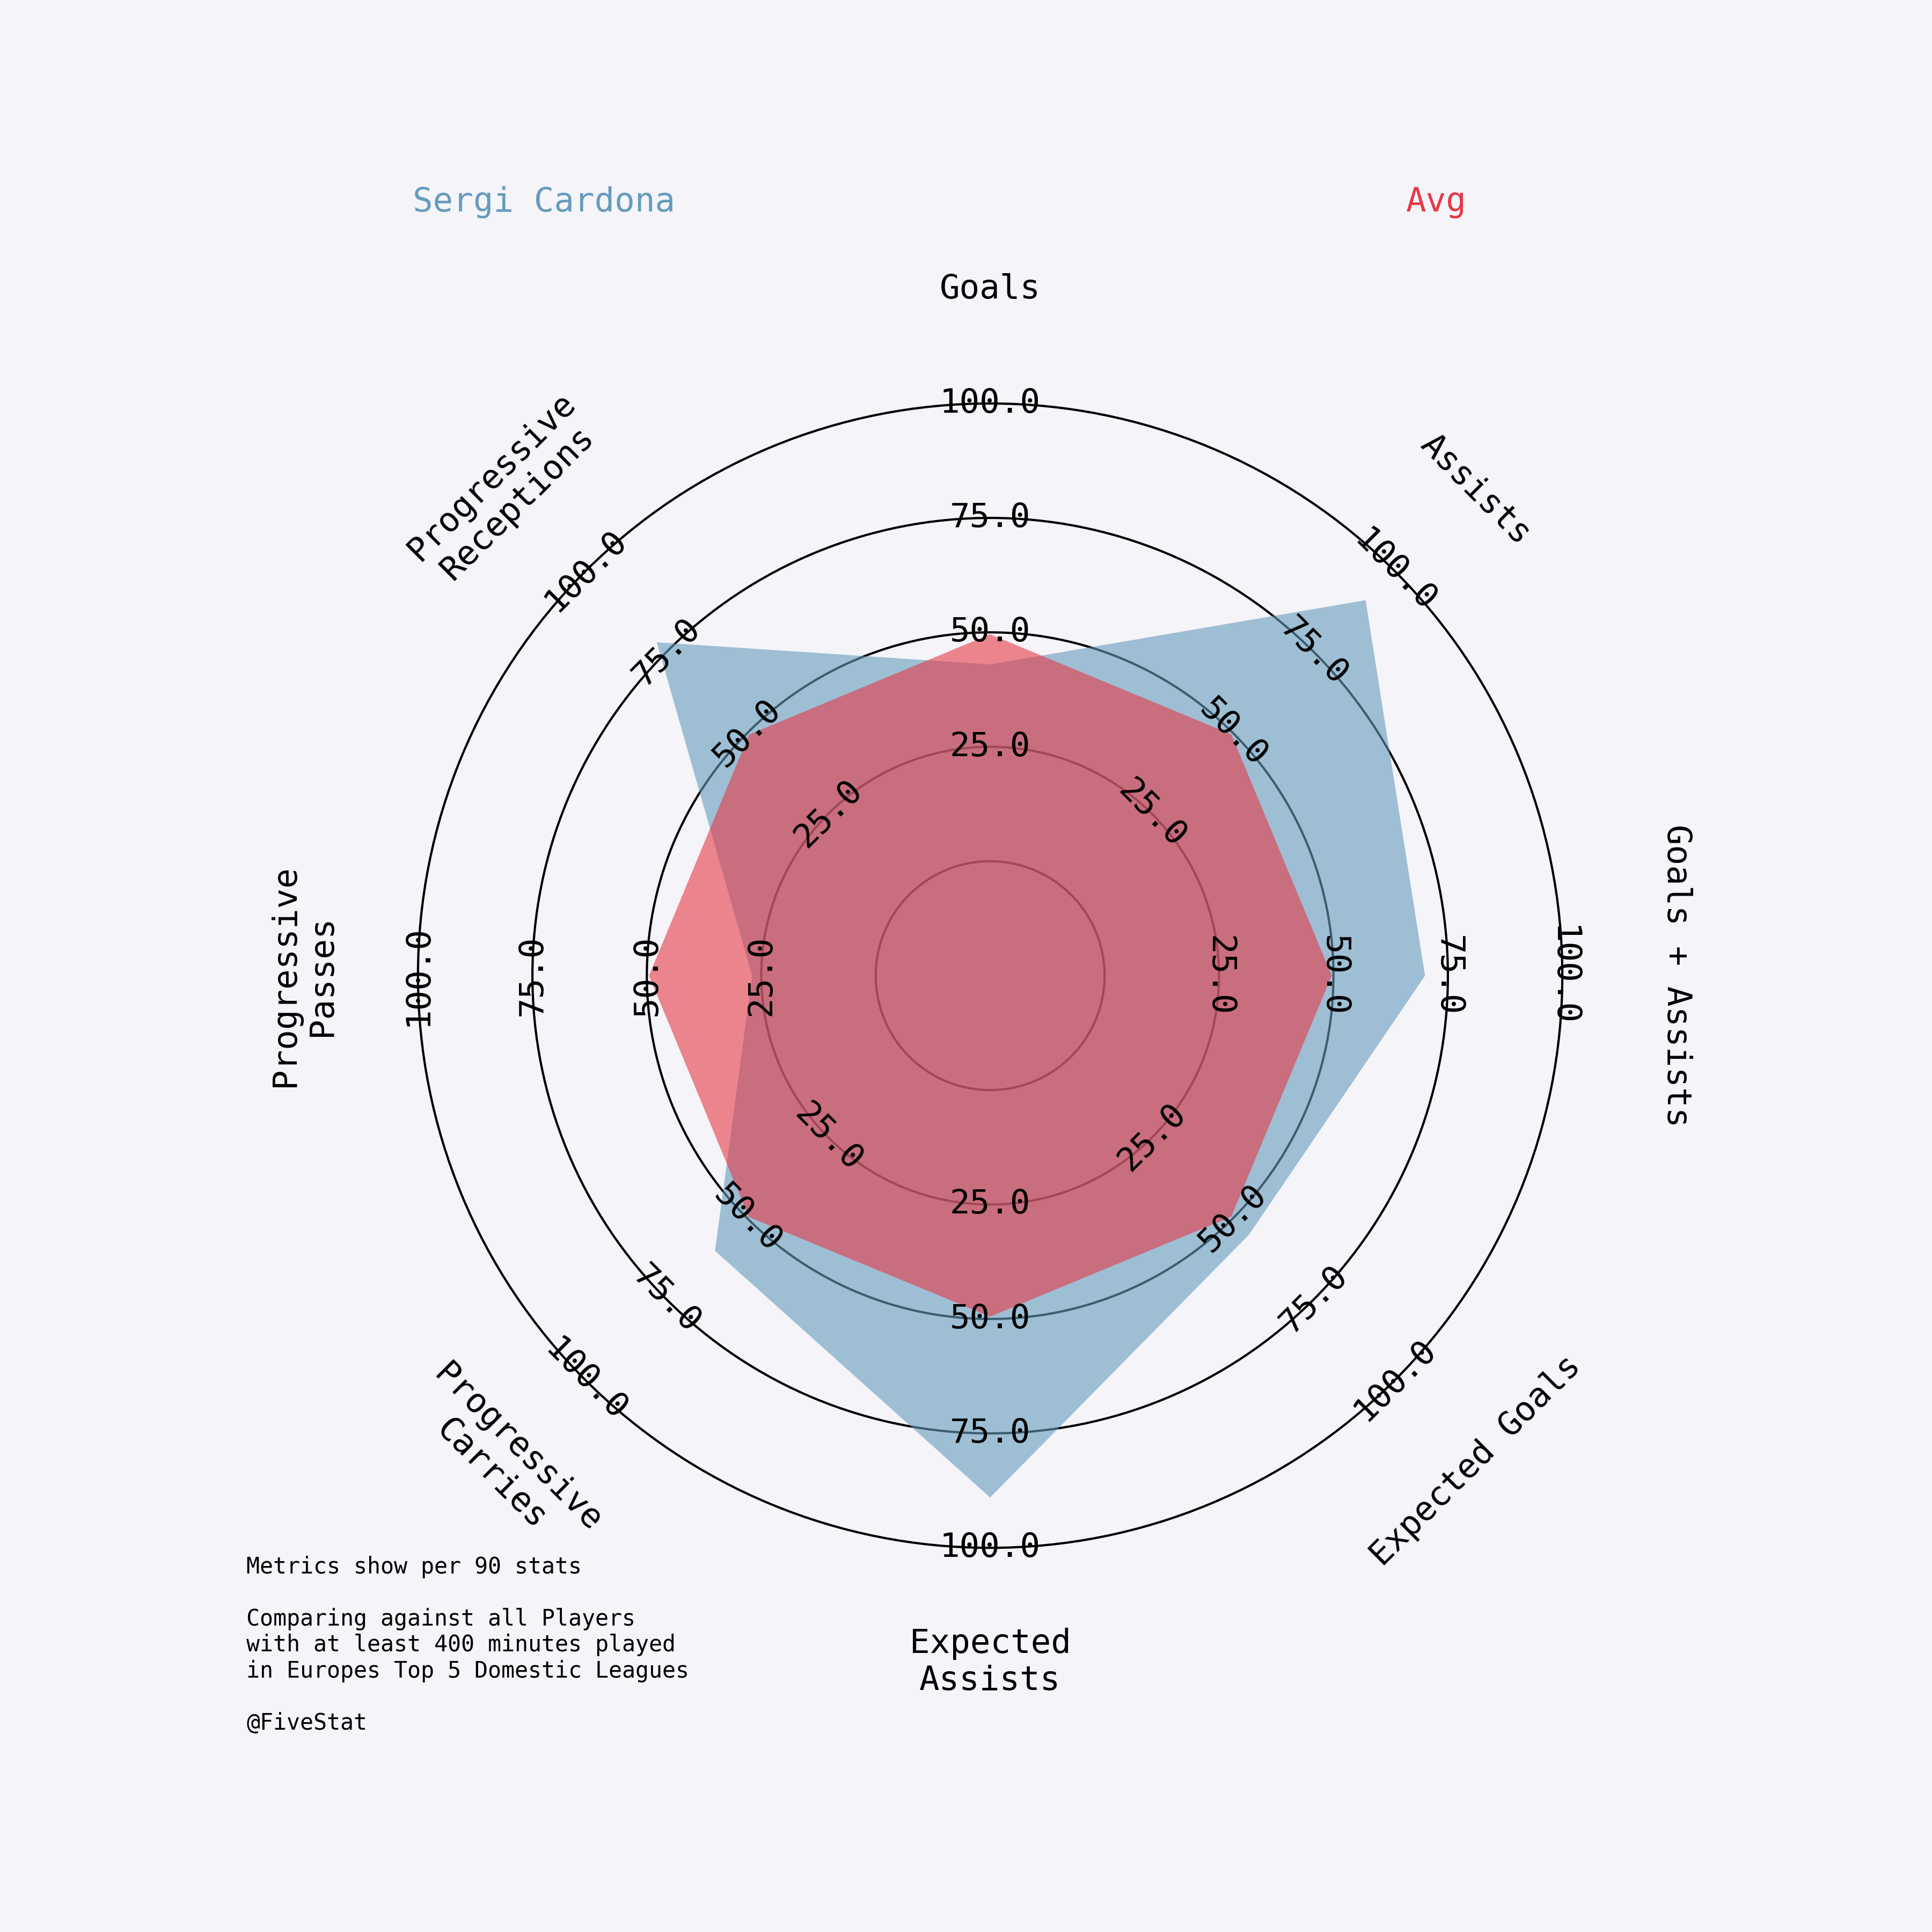 Sergi Cardona
Avg
Goals
Assists
Goals + Assists
Expected Goals
Expected
Assists
Progressive
Carries
Progressive
Passes
Progressive
Receptions
25.0
50.0
75.0
100.0
25.0
50.0
75.0
100.0
25.0
50.0
75.0
100.0
25.0
50.0
75.0
100.0
25.0
50.0
75.0
100.0
25.0
50.0
75.0
100.0
25.0
50.0
75.0
100.0
25.0
50.0
75.0
100.0
Metrics show per 90 stats
Comparing against all Players
with at least 400 minutes played
in Europes Top 5 Domestic Leagues
@FiveStat